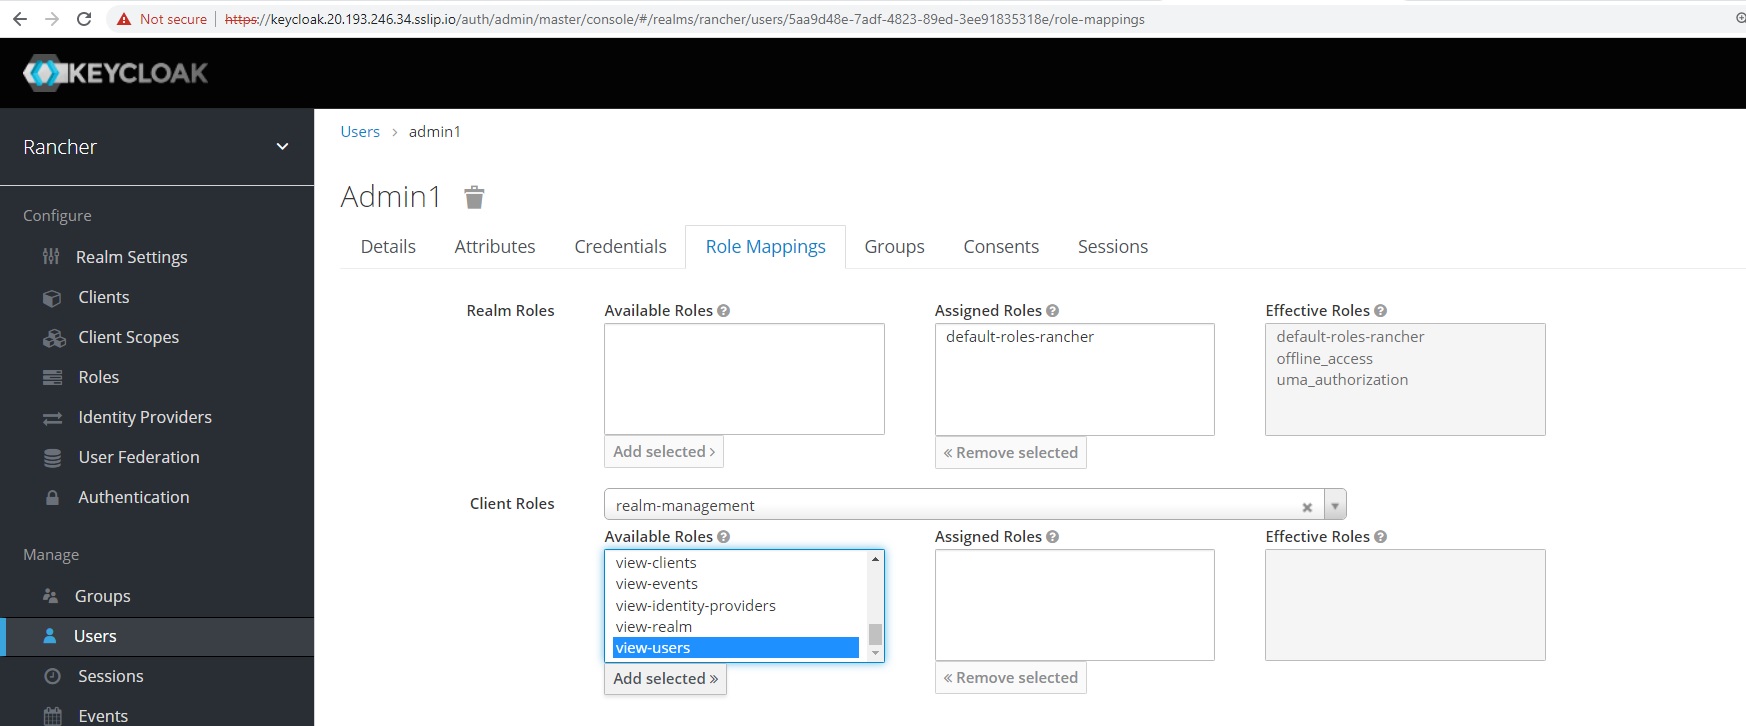 Not secure | https://keycloak.20.193.246.34.sslip.io/auth/admin/master/console/#/realms/rancher/users/5aa9d48e-7adf-4823-89ed-3ee91835318e/role-mappings
KEYCLOAK
Rancher
Configure
Realm Settings
Clients
Client Scopes
Roles
Identity Providers
User Federation
Authentication
Manage
Groups
Users
Sessions
Events
Users > admin1
Admin1
Details Attributes Credentials Role Mappings Groups Consents Sessions
Realm Roles
Available Roles
Add selected >
Assigned Roles
default-roles-rancher
« Remove selected
Effective Roles
default-roles-rancher
offline_access
uma_authorization
Client Roles
realm-management
Available Roles
view-clients
view-events
view-identity-providers
view-realm
view-users
Add selected »
Assigned Roles
« Remove selected
Effective Roles